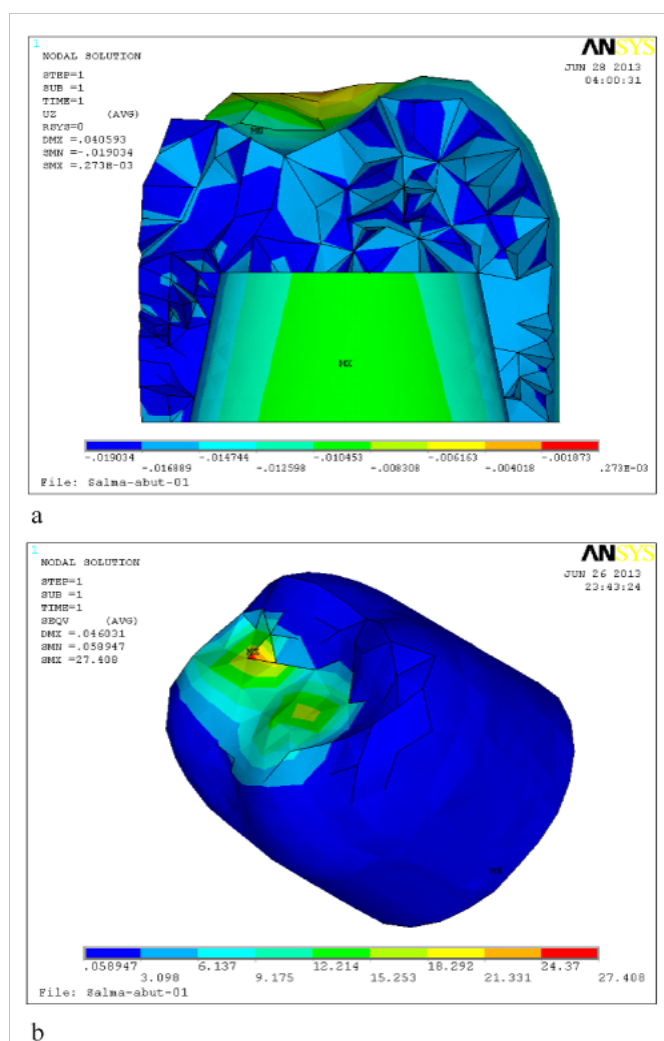 1
NODAL SOLUTION
ANSYS
JUN 28 2013
04:00:31
STEP=1
SUB =1
TIME=1
UZ (AVG)
RSYS=0
DMX =.040593
SMN =-.019034
SMX =.273E-03
MX
-.019034 -.014744 -.010453 -.006163 -.001873
-.016889 -.012598 -.008308 -.004018 .273E-03
File: Salma-abut-01
a
1
NODAL SOLUTION
ANSYS
JUN 26 2013
23:43:24
STEP=1
SUB =1
TIME=1
SEQV (AVG)
DMX =.046031
SMN =.058947
SMX =27.408
.058947 6.137 12.214 18.292 24.37
3.098 9.175 15.253 21.331 27.408
File: Salma-abut-01
b